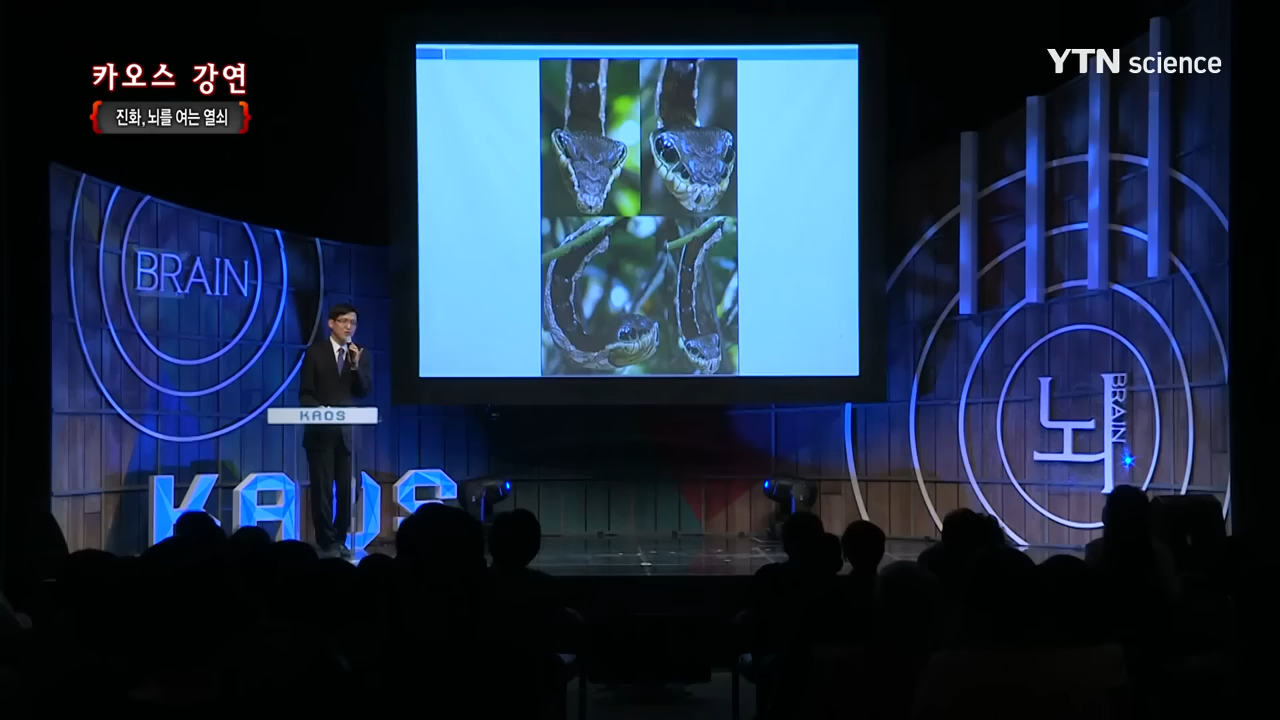 카오스 강연
진화, 뇌를 여는 열쇠
YTN science
BRAIN
KAOS
KAOS
뇌
BRAIN